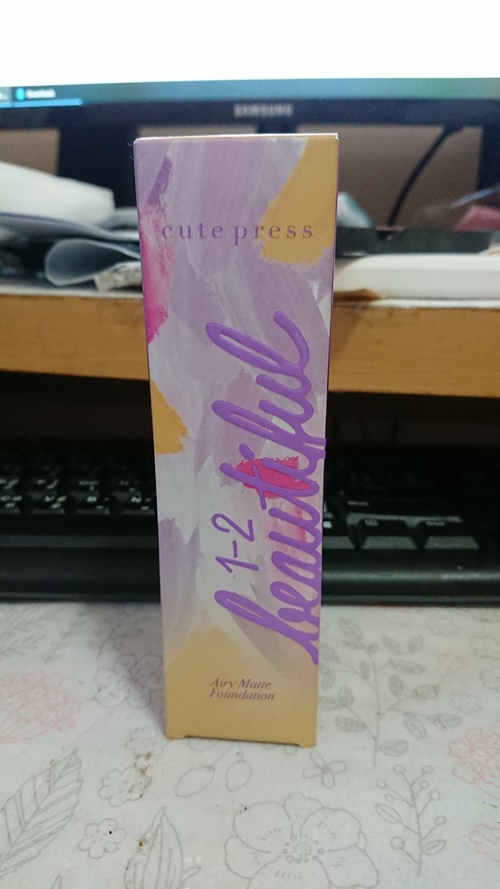 SAMSUNG
cute press
1-2
beautiful
Airy Matte
Foundation